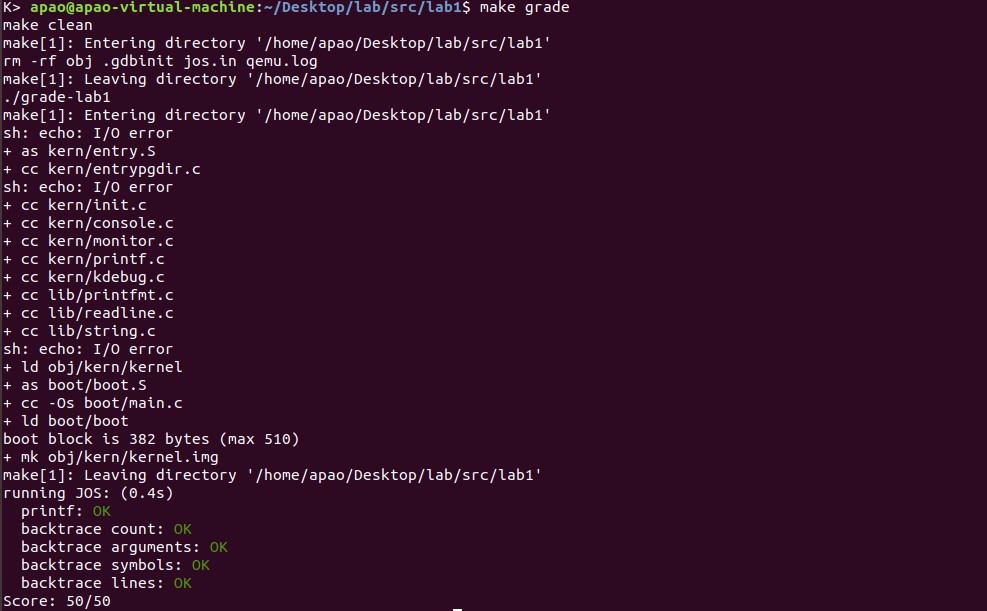 K> apao@apao-virtual-machine:~/Desktop/lab/src/lab1$ make grade
make clean
make[1]: Entering directory '/home/apao/Desktop/lab/src/lab1'
rm -rf obj .gdbinit jos.in qemu.log
make[1]: Leaving directory '/home/apao/Desktop/lab/src/lab1'
./grade-lab1
make[1]: Entering directory '/home/apao/Desktop/lab/src/lab1'
sh: echo: I/O error
+ as kern/entry.S
+ cc kern/entrypgdir.c
sh: echo: I/O error
+ cc kern/init.c
+ cc kern/console.c
+ cc kern/monitor.c
+ cc kern/printf.c
+ cc kern/kdebug.c
+ cc lib/printfmt.c
+ cc lib/readline.c
+ cc lib/string.c
sh: echo: I/O error
+ ld obj/kern/kernel
+ as boot/boot.S
+ cc -Os boot/main.c
+ ld boot/boot
boot block is 382 bytes (max 510)
+ mk obj/kern/kernel.img
make[1]: Leaving directory '/home/apao/Desktop/lab/src/lab1'
running JOS: (0.4s)
  printf: OK
  backtrace count: OK
  backtrace arguments: OK
  backtrace symbols: OK
  backtrace lines: OK
Score: 50/50